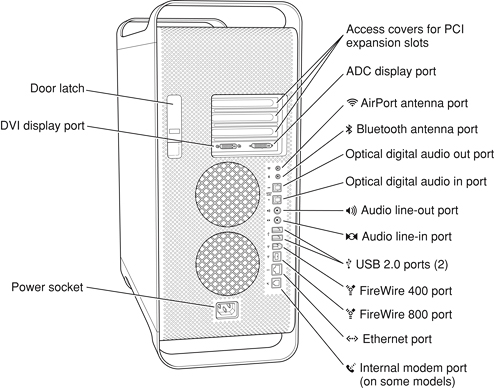 Access covers for PCI
expansion slots
ADC display port
Door latch
AirPort antenna port
DVI display port
Bluetooth antenna port
Optical digital audio out port
Optical digital audio in port
Audio line-out port
Audio line-in port
USB 2.0 ports (2)
Power socket
FireWire 400 port
FireWire 800 port
Ethernet port
Internal modem port
(on some models)